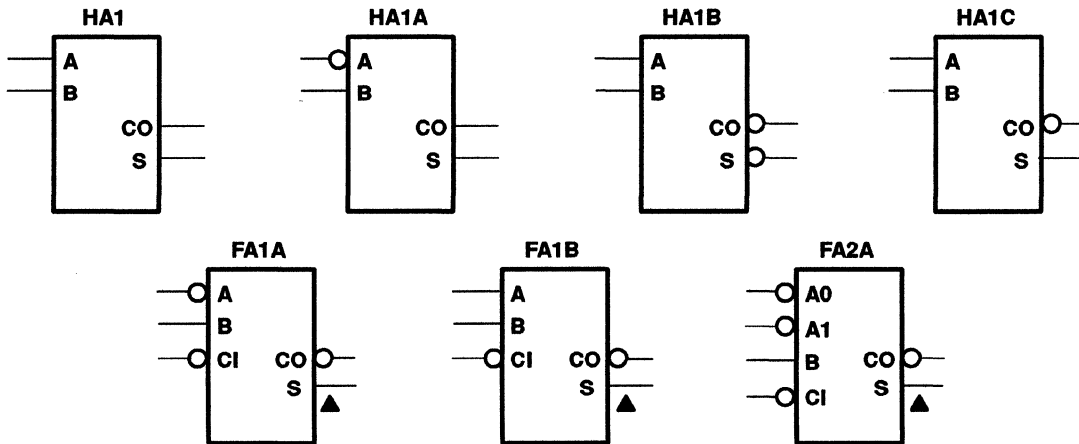 HA1 HA1A HA1B HA1C
A A A A
B B B B
CO CO CO CO
S S S S
FA1A FA1B FA2A
A A A0
B B A1
CI CO CI CO B CO
S S CI S